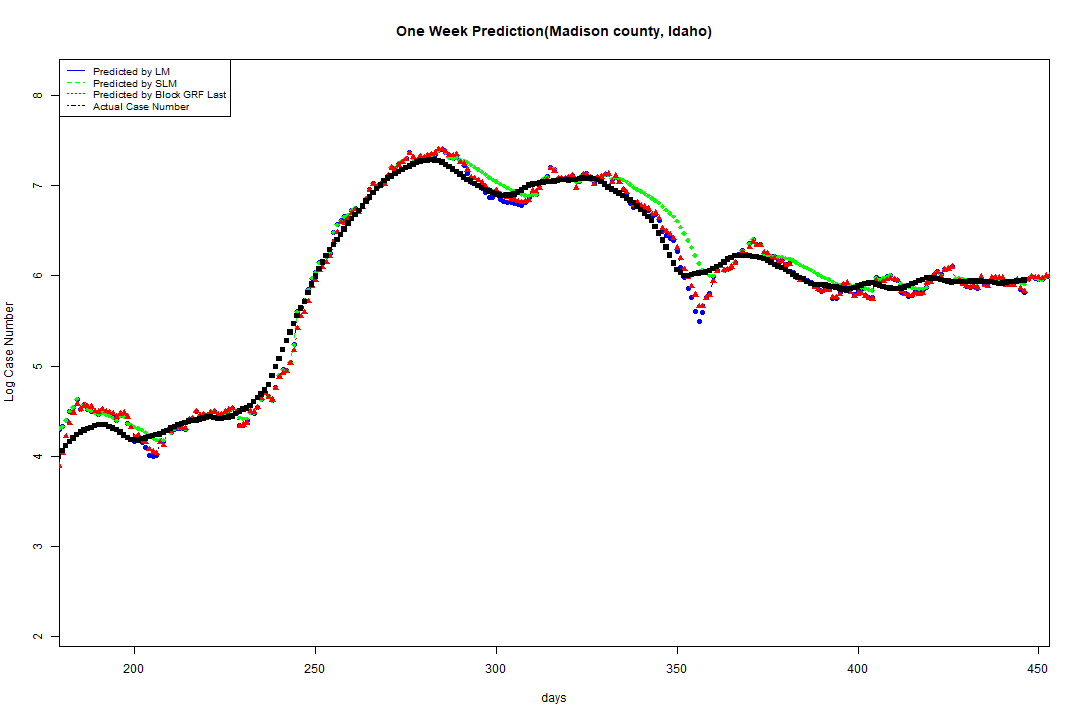 One Week Prediction(Madison county, Idaho)
Predicted by LM
Predicted by SLM
Predicted by Block GRF Last
Actual Case Number
8
7
6
5
4
3
2
Log Case Number
200 250 300 350 400 450
days